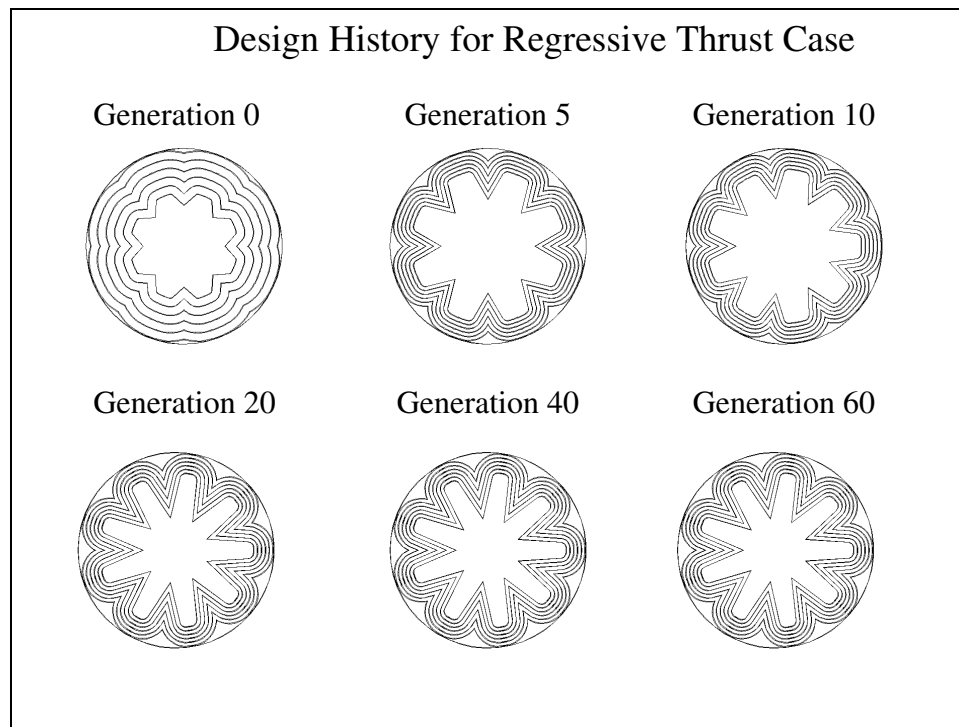 Design History for Regressive Thrust Case
Generation 0
Generation 5
Generation 10
Generation 20
Generation 40
Generation 60